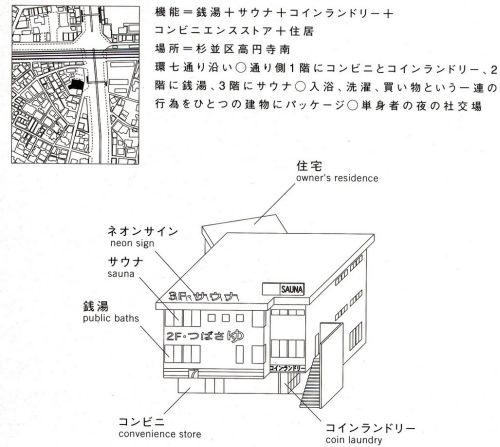 機能＝銭湯＋サウナ＋コインランドリー＋
コンビニエンスストア＋住居
場所＝杉並区高円寺南
環七通り沿い○通り側1階にコンビニとコインランドリー、2
階に銭湯、3階にサウナ○入浴、洗濯、買い物という一連の
行為をひとつの建物にパッケージ○単身者の夜の社交場
住宅
owner's residence
ネオンサイン
neon sign
サウナ
sauna
3F・サウナ
SAUNA
銭湯
public baths
2F・つばさゆ
7
コインランドリー
コンビニ
convenience store
コインランドリー
coin laundry